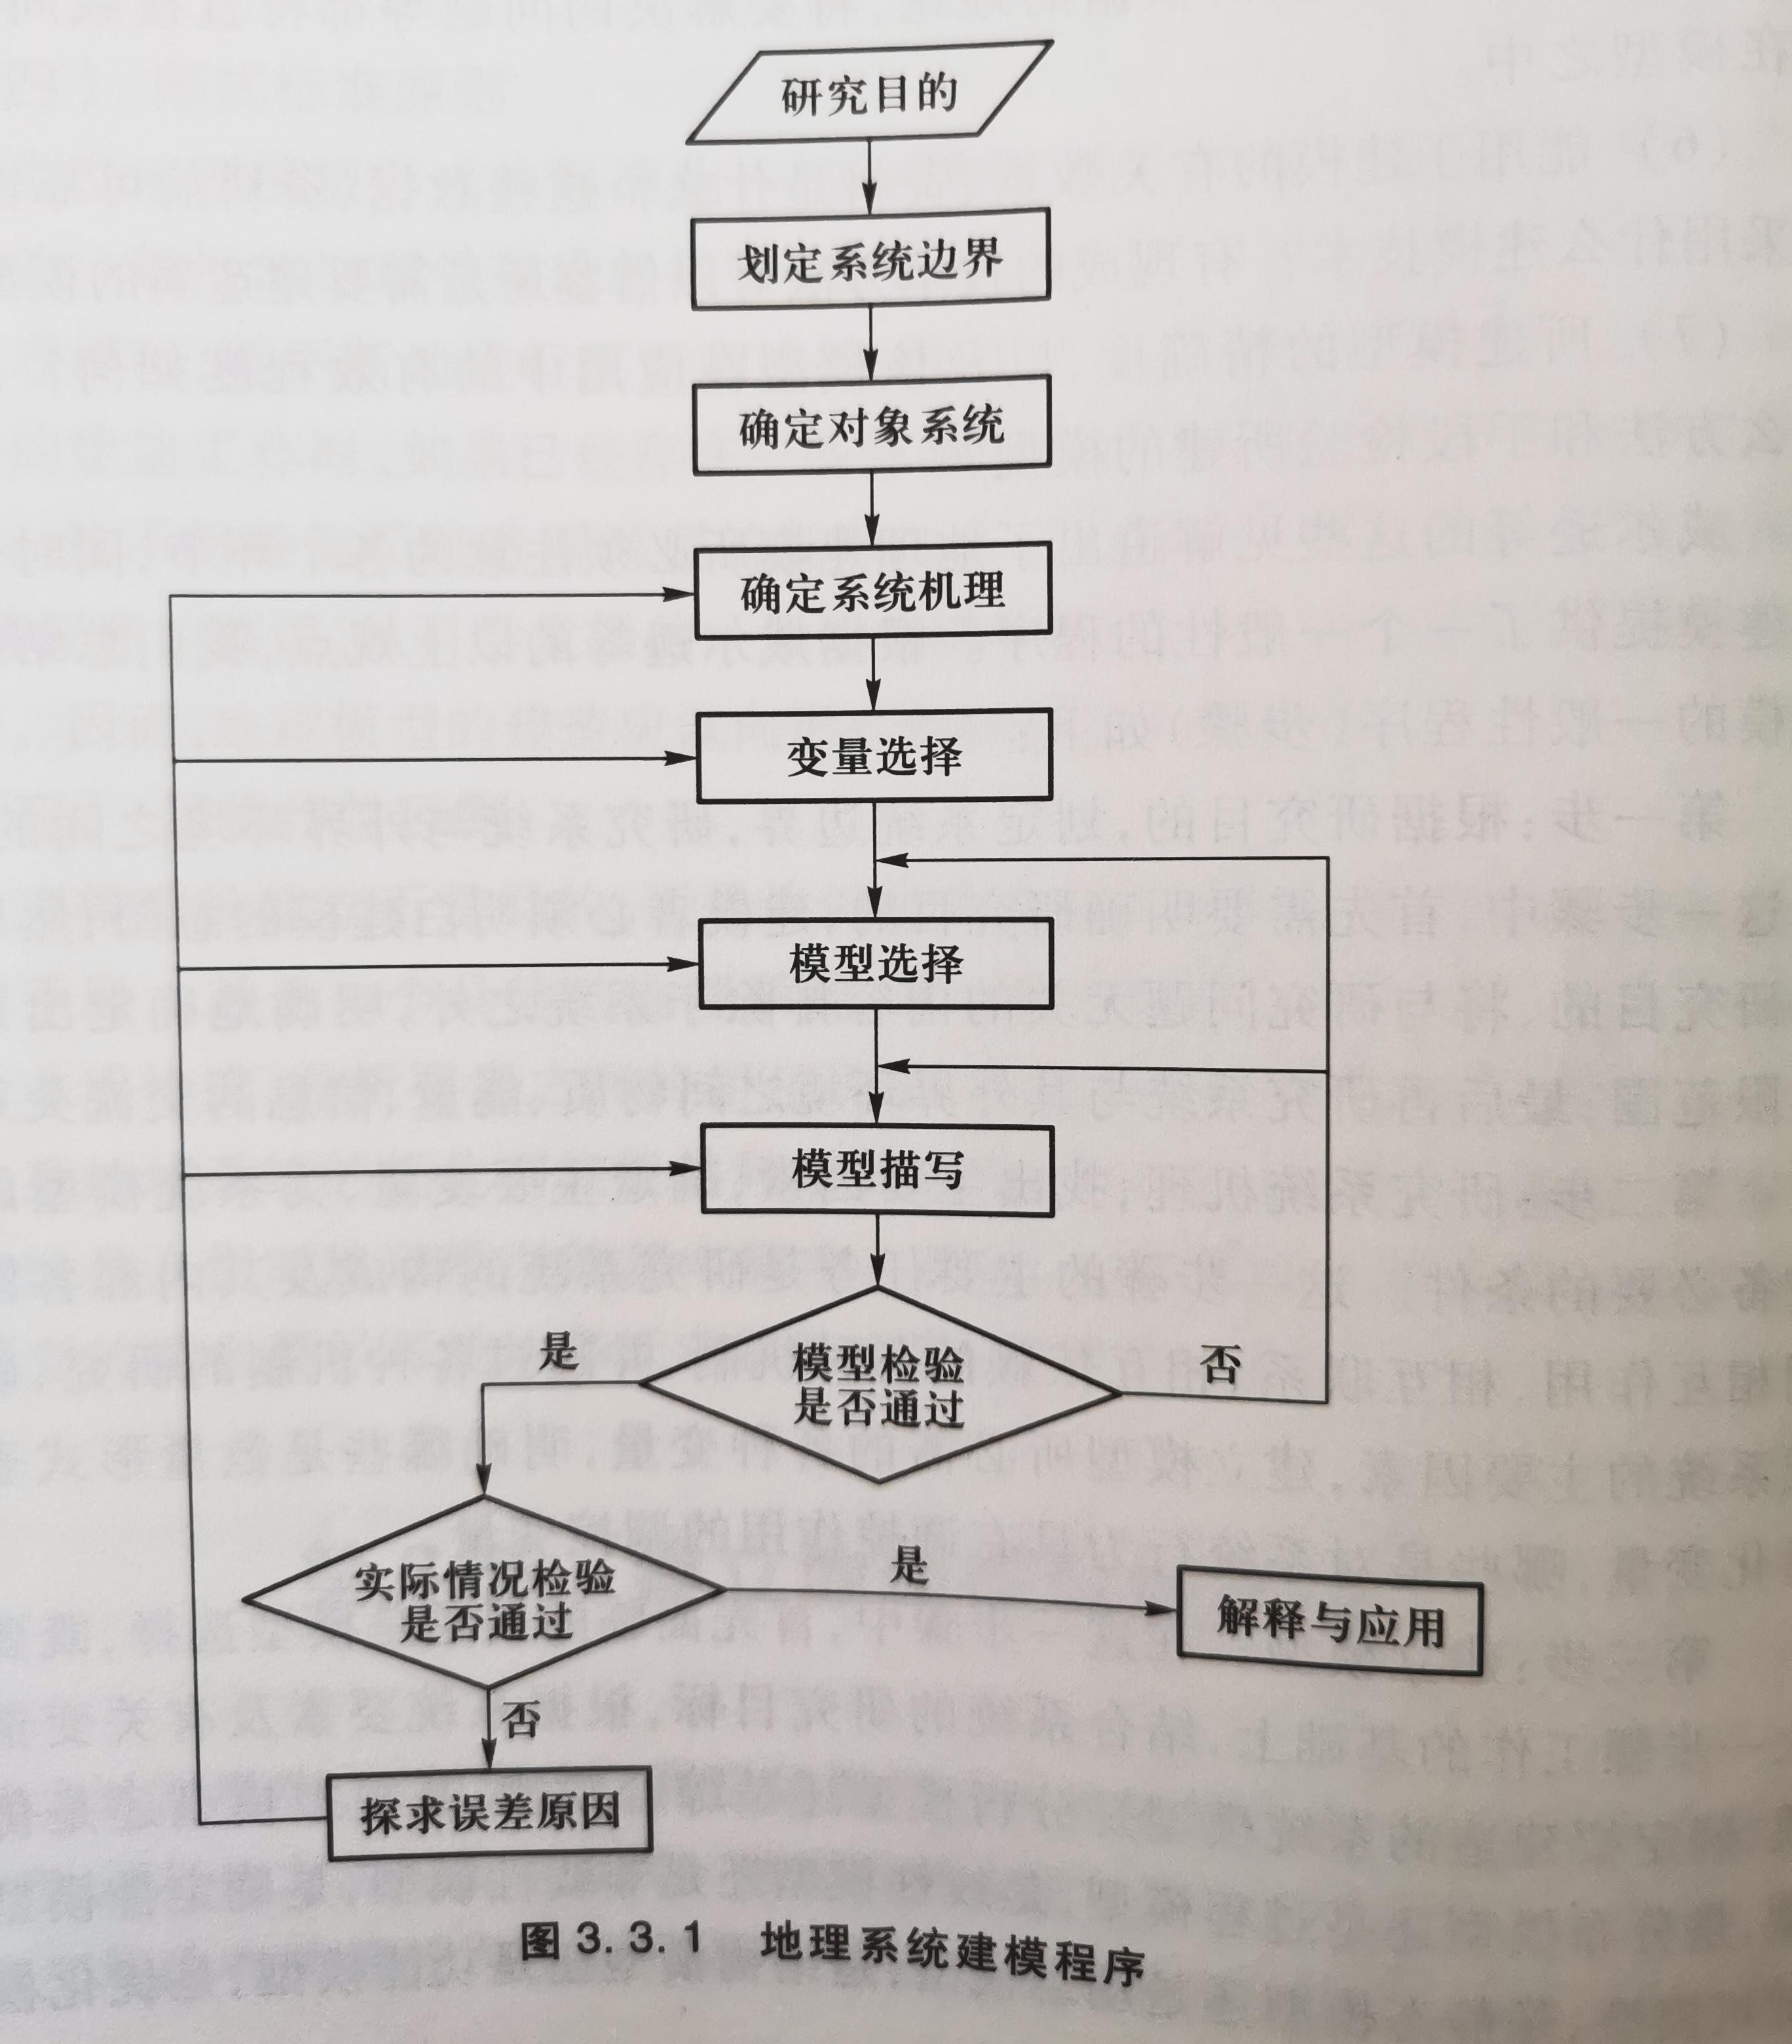 研究目的
划定系统边界
确定对象系统
确定系统机理
变量选择
模型选择
模型描写
模型检验
是否通过
是
否
实际情况检验
是否通过
是
解释与应用
否
探求误差原因
图 3.3.1 地理系统建模程序